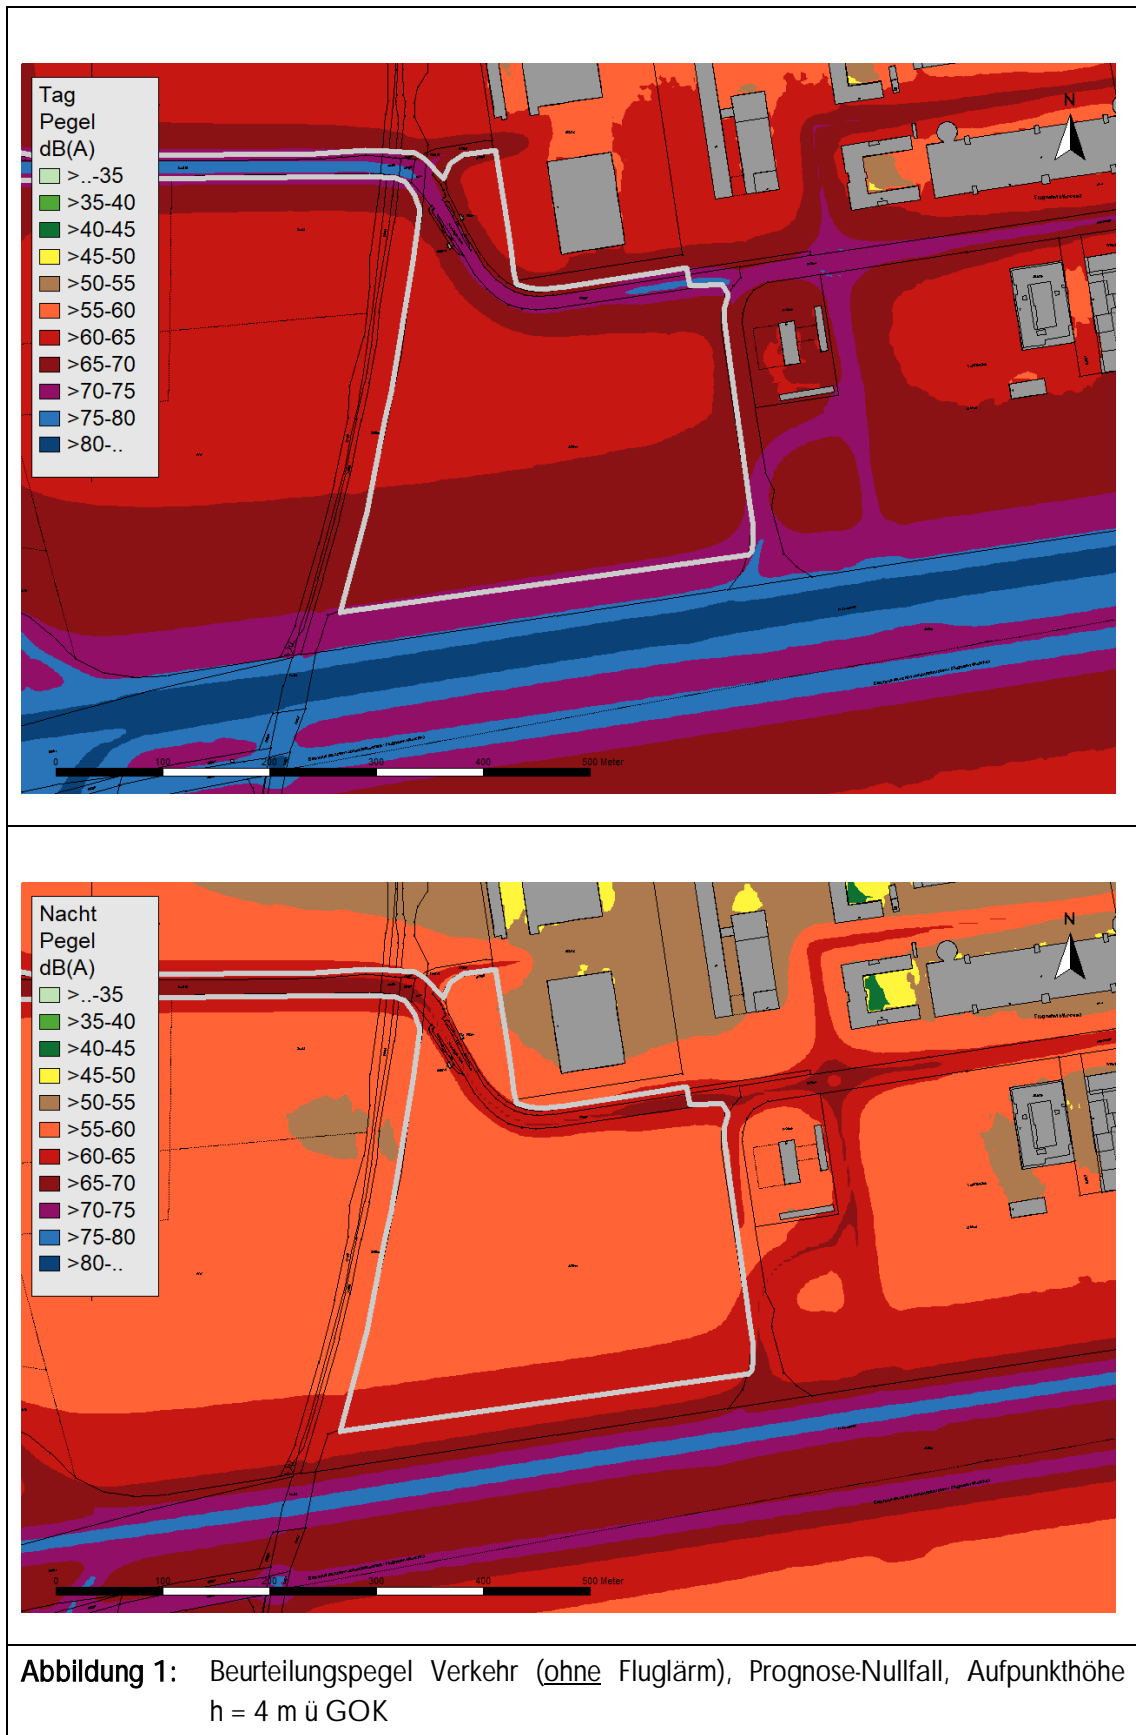 Tag
Pegel
dB(A)
>..-35
>35-40
>40-45
>45-50
>50-55
>55-60
>60-65
>65-70
>70-75
>75-80
>80-..
N
0
100
200
300
400
500 Meter
Nacht
Pegel
dB(A)
>..-35
>35-40
>40-45
>45-50
>50-55
>55-60
>60-65
>65-70
>70-75
>75-80
>80-..
N
0
100
200
300
400
500 Meter
Abbildung 1: Beurteilungspegel Verkehr (ohne Fluglärm), Prognose-Nullfall, Aufpunkthöhe
h = 4 m ü GOK